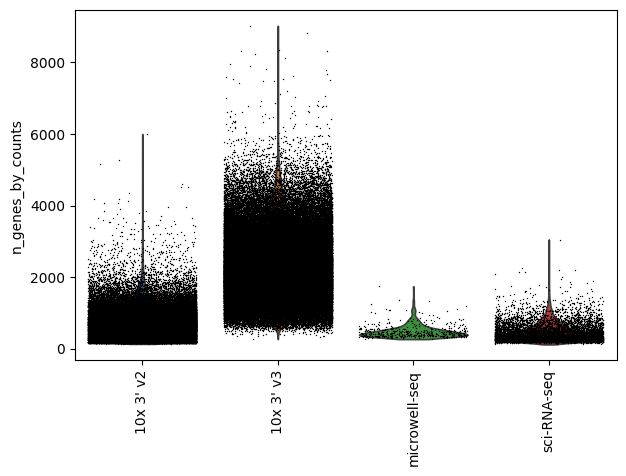 n_genes_by_counts
8000
6000
4000
2000
0
10x 3' v2
10x 3' v3
microwell-seq
sci-RNA-seq